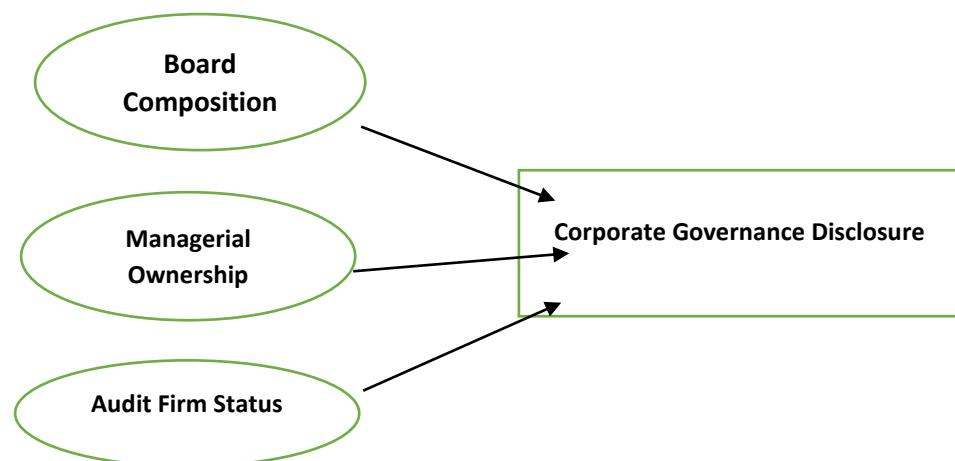 Board
Composition
Managerial
Ownership
Corporate Governance Disclosure
Audit Firm Status